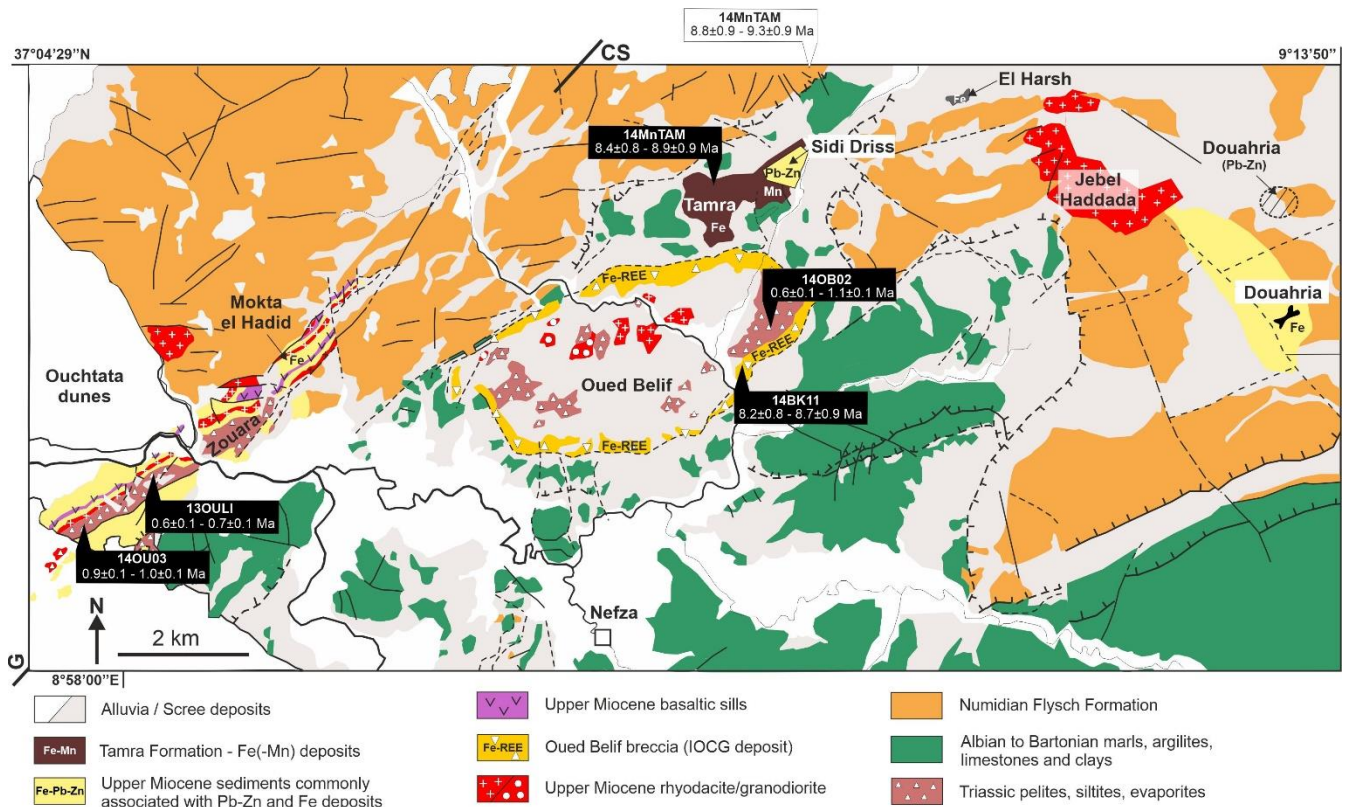 14MnTAM
8.8±0.9 - 9.3±0.9 Ma
37°04'29"N
CS
9°13'50"
El Harsh
Fe
14MnTAM
8.4±0.8 - 8.9±0.9 Ma
Sidi Driss
Pb-Zn
Douahria
(Pb-Zn)
Mn
Tamra
Fe
Jebel
Haddada
Fe-REE
14OB02
0.6±0.1 - 1.1±0.1 Ma
Mokta
el Hadid
Fe
Douahria
Fe
Fe-REE
Ouchtata
dunes
Oued Belif
14BK11
8.2±0.8 - 8.7±0.9 Ma
Zouara
Fe-REE
13OULI
0.6±0.1 - 0.7±0.1 Ma
14OU03
0.9±0.1 - 1.0±0.1 Ma
N
2 km
Nefza
G
8°58'00"E
Alluvia / Scree deposits
Upper Miocene basaltic sills
Numidian Flysch Formation
Fe-Mn
Tamra Formation - Fe(-Mn) deposits
Fe-REE
Oued Belif breccia (IOCG deposit)
Albian to Bartonian marls, argilites,
limestones and clays
Fe-Pb-Zn
Upper Miocene sediments commonly
associated with Pb-Zn and Fe deposits
Upper Miocene rhyodacite/granodiorite
Triassic pelites, siltites, evaporites